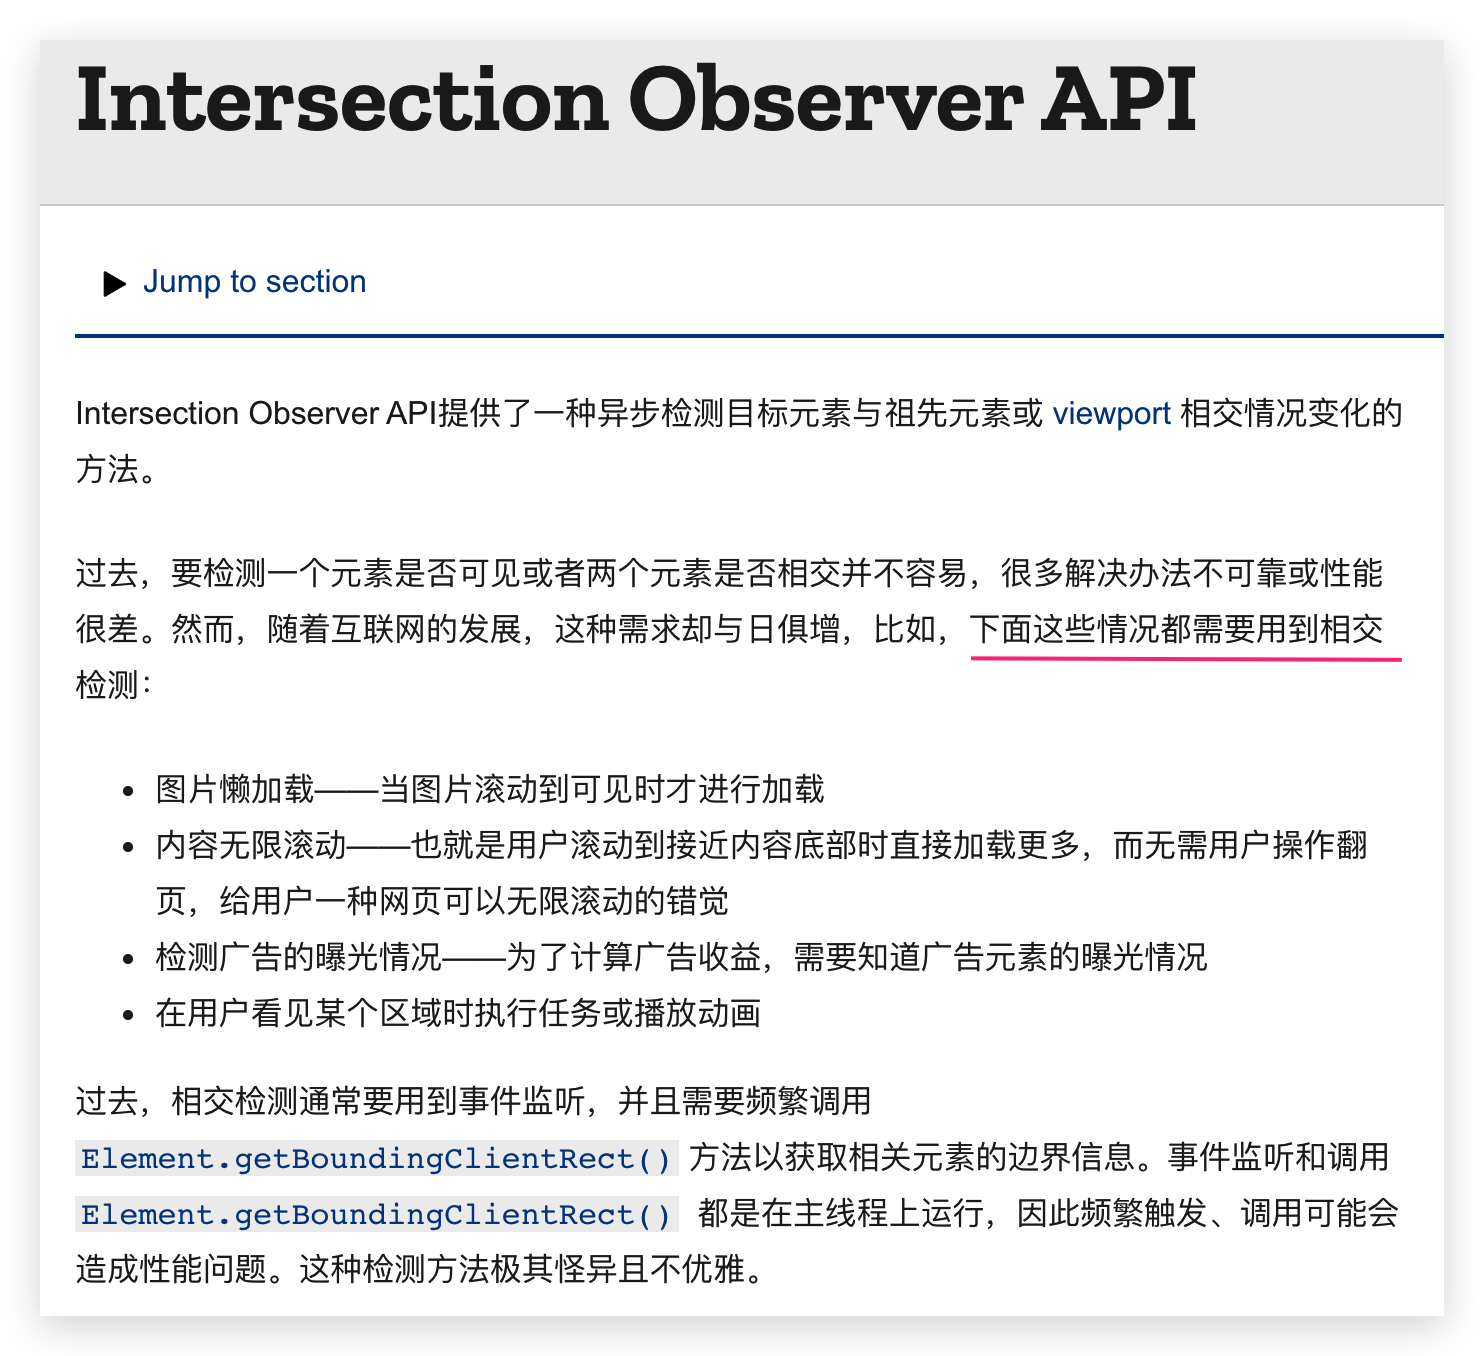 Intersection Observer API
Jump to section
Intersection Observer API提供了一种异步检测目标元素与祖先元素或 viewport 相交情况变化的
方法。
过去，要检测一个元素是否可见或者两个元素是否相交并不容易，很多解决办法不可靠或性能
很差。然而，随着互联网的发展，这种需求却与日俱增，比如，下面这些情况都需要用到相交
检测：
• 图片懒加载——当图片滚动到可见时才进行加载
• 内容无限滚动——也就是用户滚动到接近内容底部时直接加载更多，而无需用户操作翻
页，给用户一种网页可以无限滚动的错觉
• 检测广告的曝光情况——为了计算广告收益，需要知道广告元素的曝光情况
• 在用户看见某个区域时执行任务或播放动画
过去，相交检测通常要用到事件监听，并且需要频繁调用
Element.getBoundingClientRect() 方法以获取相关元素的边界信息。事件监听和调用
Element.getBoundingClientRect() 都是在主线程上运行，因此频繁触发、调用可能会
造成性能问题。这种检测方法极其怪异且不优雅。